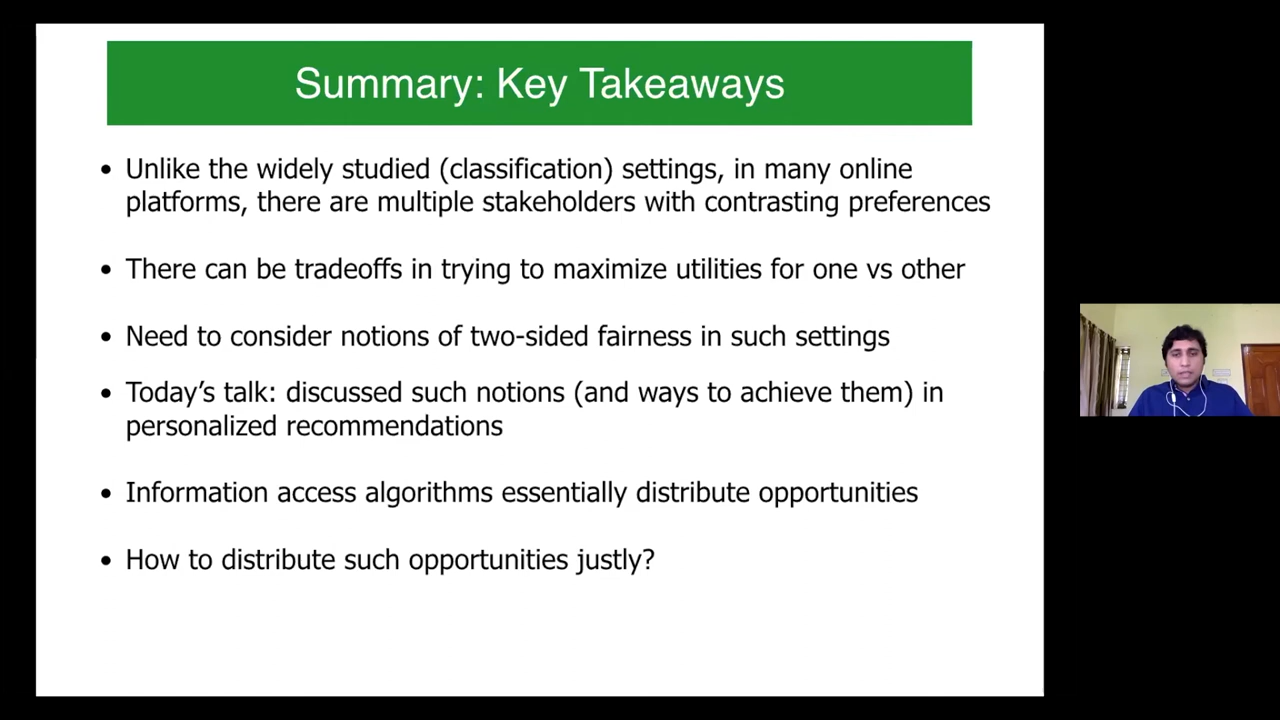 Summary: Key Takeaways
• Unlike the widely studied (classification) settings, in many online
platforms, there are multiple stakeholders with contrasting preferences
• There can be tradeoffs in trying to maximize utilities for one vs other
• Need to consider notions of two-sided fairness in such settings
• Today’s talk: discussed such notions (and ways to achieve them) in
personalized recommendations
• Information access algorithms essentially distribute opportunities
• How to distribute such opportunities justly?